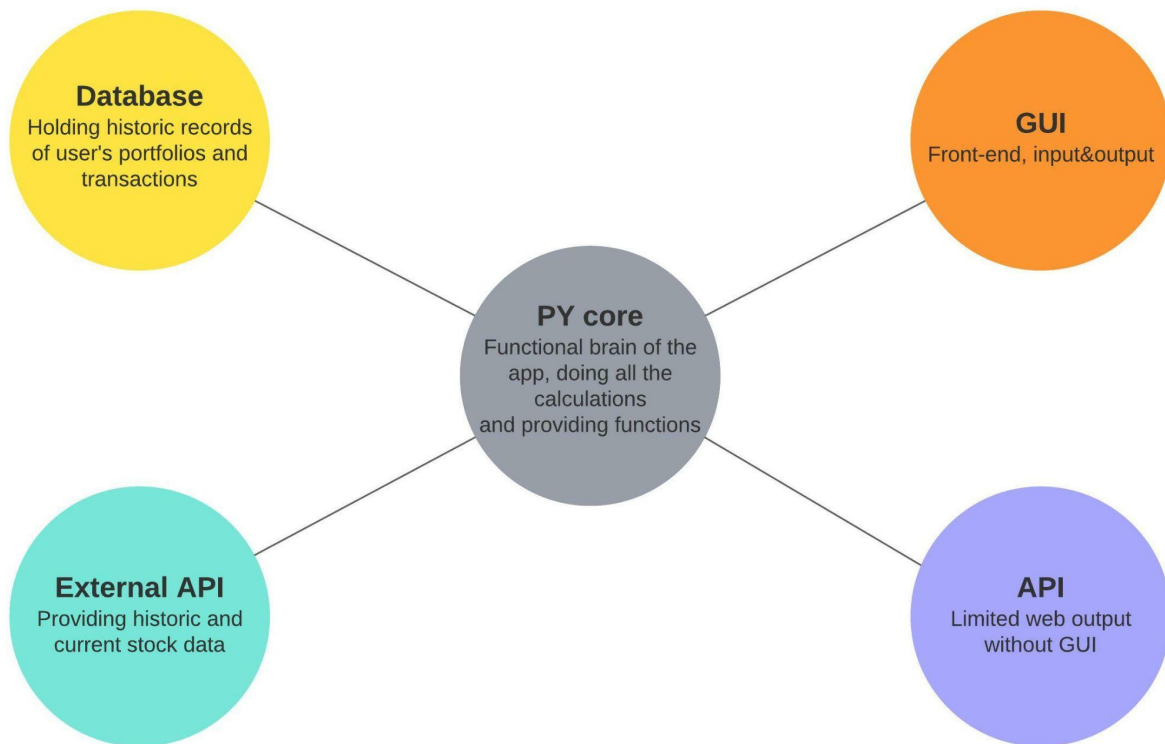 Database
Holding historic records
of user's portfolios and
transactions
GUI
Front-end, input&output
PY core
Functional brain of the
app, doing all the
calculations
and providing functions
External API
Providing historic and
current stock data
API
Limited web output
without GUI